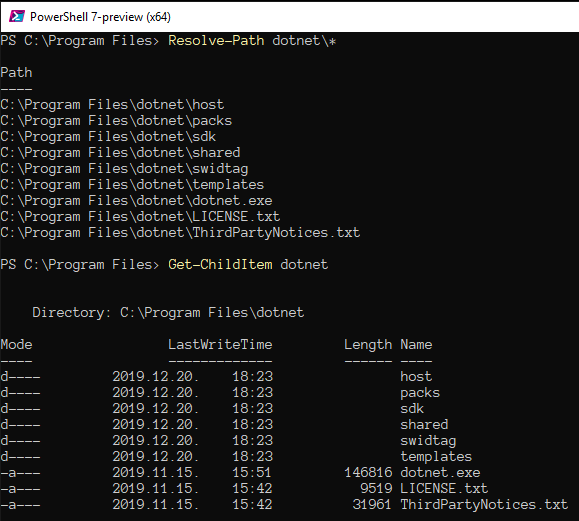 PowerShell 7-preview (x64)
PS C:\Program Files> Resolve-Path dotnet\*
Path
----
C:\Program Files\dotnet\host
C:\Program Files\dotnet\packs
C:\Program Files\dotnet\sdk
C:\Program Files\dotnet\shared
C:\Program Files\dotnet\swidtag
C:\Program Files\dotnet\templates
C:\Program Files\dotnet\dotnet.exe
C:\Program Files\dotnet\LICENSE.txt
C:\Program Files\dotnet\ThirdPartyNotices.txt
PS C:\Program Files> Get-ChildItem dotnet
    Directory: C:\Program Files\dotnet
Mode                 LastWriteTime         Length Name
----                 -------------         ------ ----
d----         2019.12.20.    18:23                host
d----         2019.12.20.    18:23                packs
d----         2019.12.20.    18:23                sdk
d----         2019.12.20.    18:23                shared
d----         2019.12.20.    18:23                swidtag
d----         2019.12.20.    18:23                templates
-a---         2019.11.15.    15:51         146816 dotnet.exe
-a---         2019.11.15.    15:42           9519 LICENSE.txt
-a---         2019.11.15.    15:42          31961 ThirdPartyNotices.txt